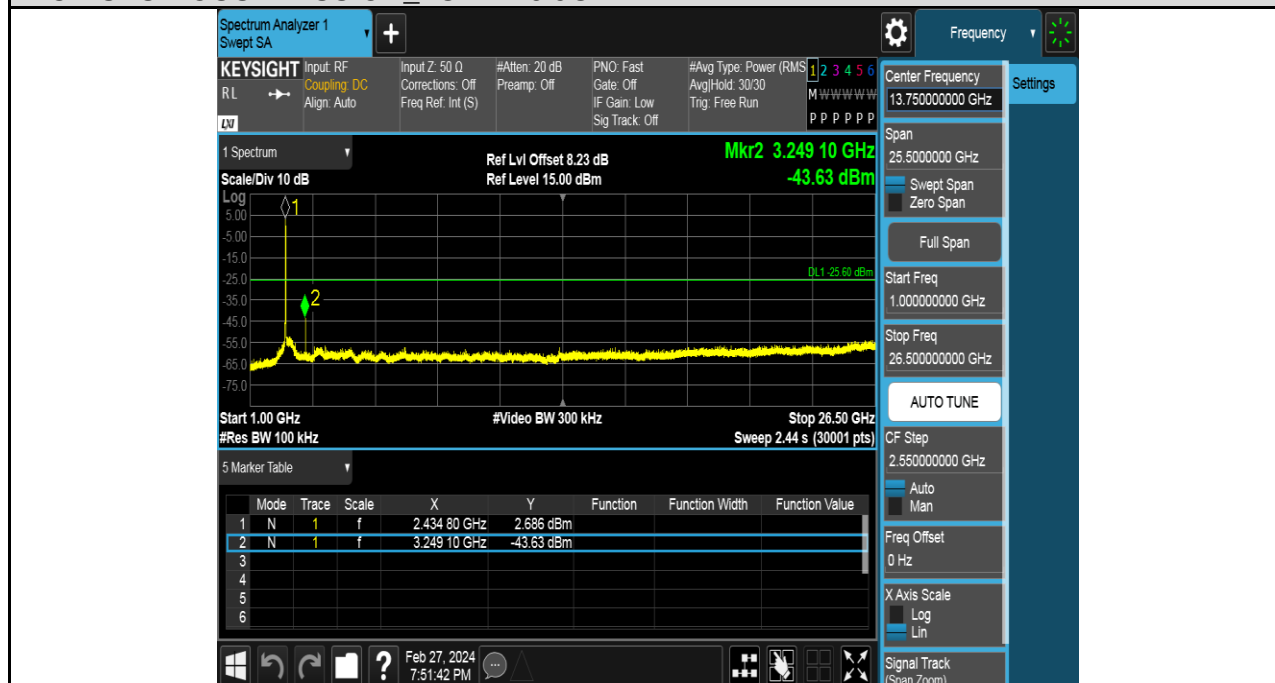 Spectrum Analyzer 1
Swept SA
+
Frequency
KEYSIGHT
RL
LXI
Input: RF
Coupling: DC
Align: Auto
Input Z: 50 Ω
Corrections: Off
Freq Ref: Int (S)
#Atten: 20 dB
Preamp: Off
PNO: Fast
Gate: Off
IF Gain: Low
Sig Track: Off
#Avg Type: Power (RMS
Avg|Hold: 30/30
Trig: Free Run
1 2 3 4 5 6
M W W W W W
P P P P P P
Center Frequency
13.750000000 GHz
Settings
Span
25.5000000 GHz
Swept Span
Zero Span
Full Span
Start Freq
1.000000000 GHz
Stop Freq
26.500000000 GHz
AUTO TUNE
CF Step
2.550000000 GHz
Auto
Man
Freq Offset
0 Hz
X Axis Scale
Log
Lin
Signal Track
(Span Zoom)
1 Spectrum
Scale/Div 10 dB
Ref Lvl Offset 8.23 dB
Ref Level 15.00 dBm
Mkr2 3.249 10 GHz
-43.63 dBm
Log
5.00
-5.00
-15.0
-25.0
-35.0
-45.0
-55.0
-65.0
-75.0
1
2
DL1 -25.60 dBm
Start 1.00 GHz
#Video BW 300 kHz
Stop 26.50 GHz
#Res BW 100 kHz
Sweep 2.44 s (30001 pts)
5 Marker Table
Mode Trace Scale X Y Function Function Width Function Value
1 N 1 f 2.434 80 GHz 2.686 dBm
2 N 1 f 3.249 10 GHz -43.63 dBm
3
4
5
6
?
Feb 27, 2024
7:51:42 PM